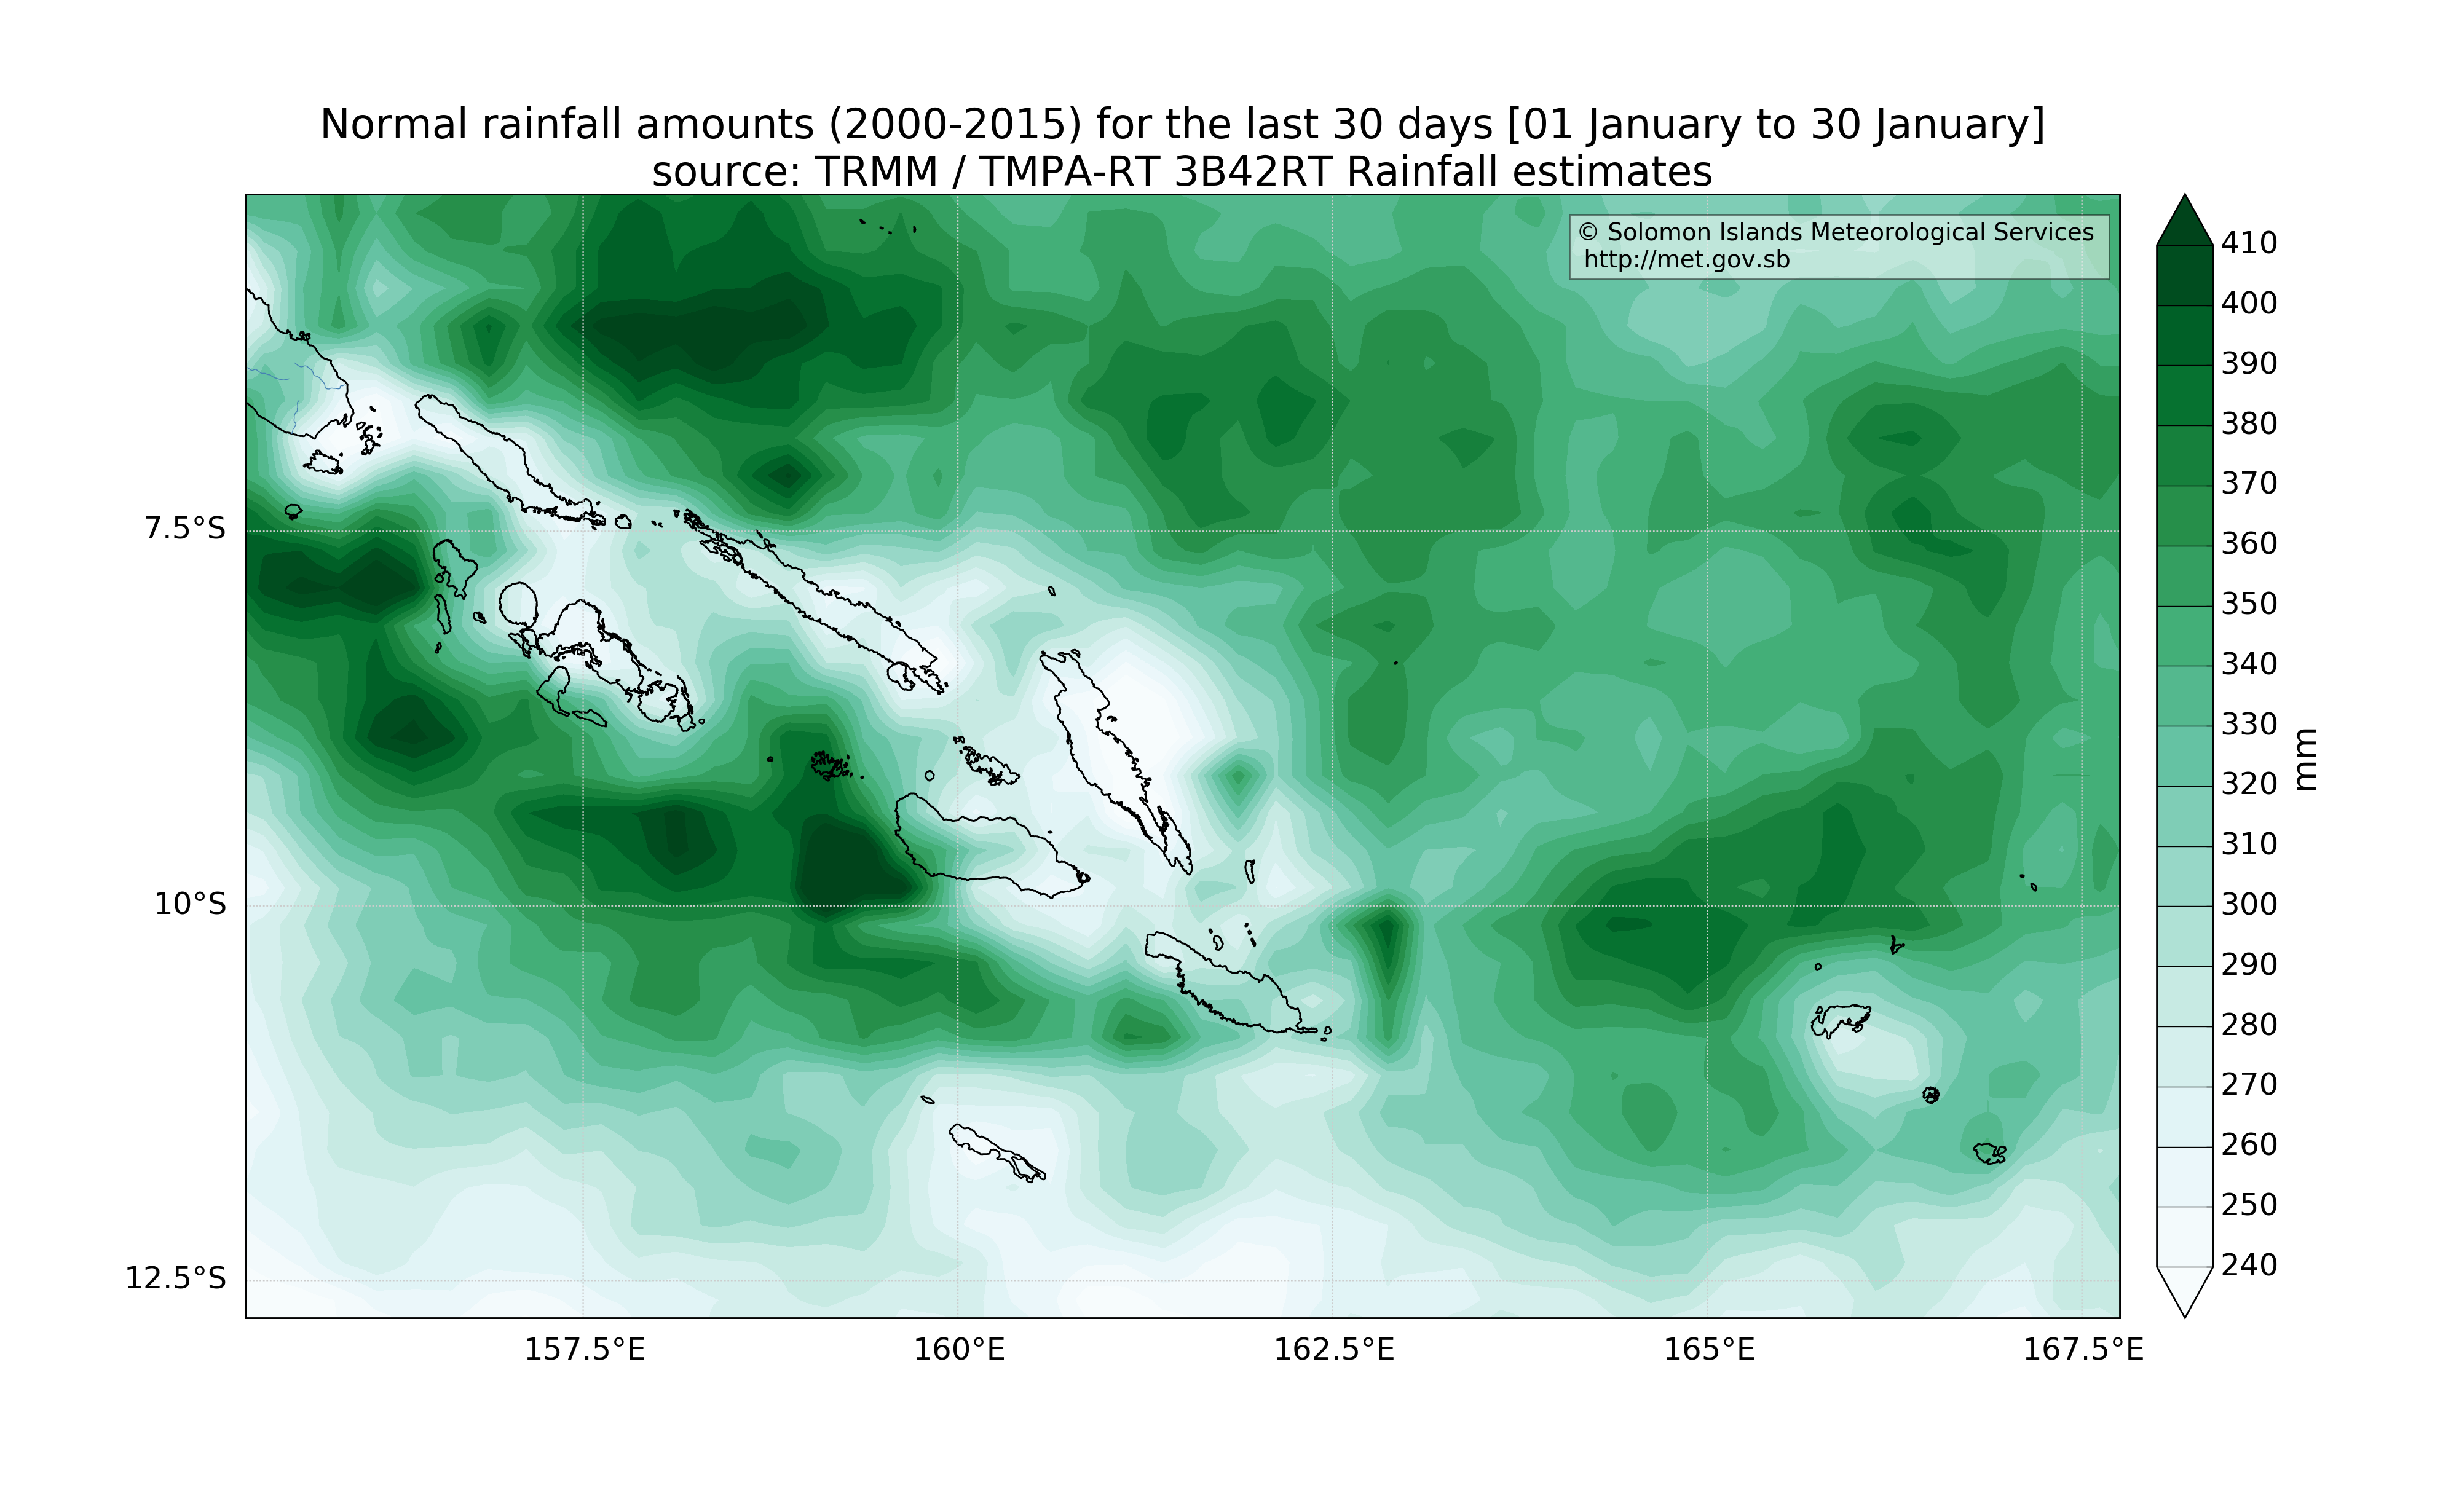 Normal rainfall amounts (2000-2015) for the last 30 days [01 January to 30 January]
source: TRMM / TMPA-RT 3B42RT Rainfall estimates
© Solomon Islands Meteorological Services
http://met.gov.sb
7.5°S
10°S
12.5°S
157.5°E
160°E
162.5°E
165°E
167.5°E
410
400
390
380
370
360
350
340
330
320
310
300
290
280
270
260
250
240
mm